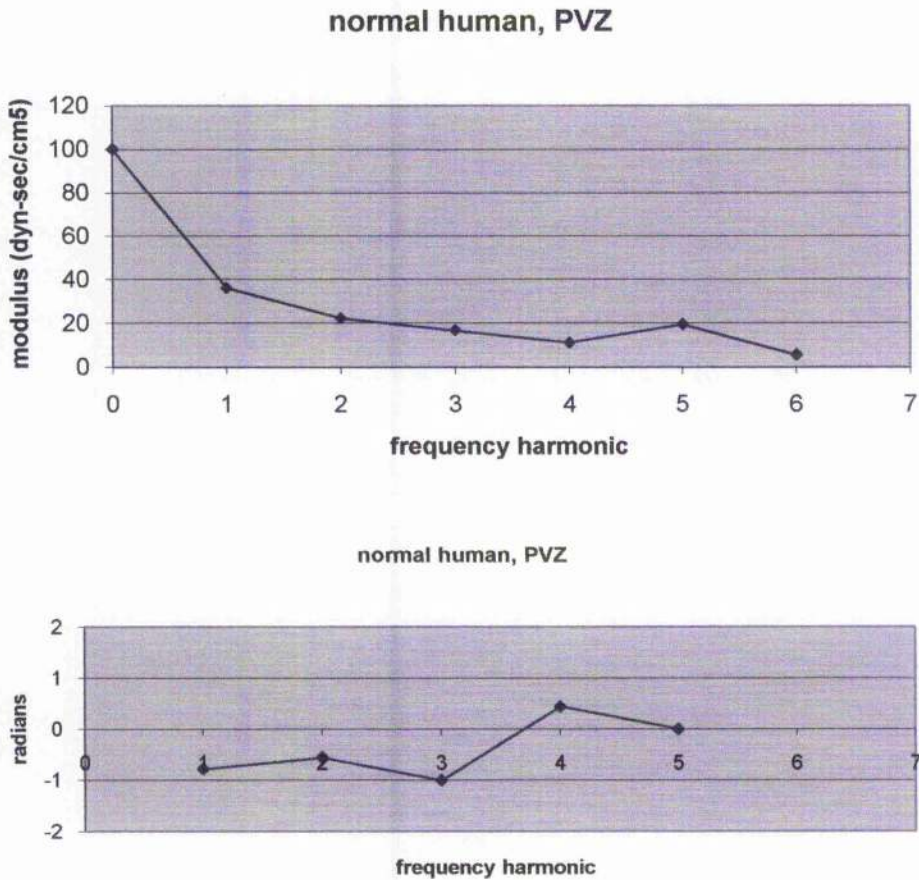 normal human, PVZ
modulus (dyn-sec/cm5)
120
100
80
60
40
20
0
0 1 2 3 4 5 6 7
frequency harmonic
normal human, PVZ
radians
2
1
0
-1
-2
0 1 2 3 4 5 6 7
frequency harmonic